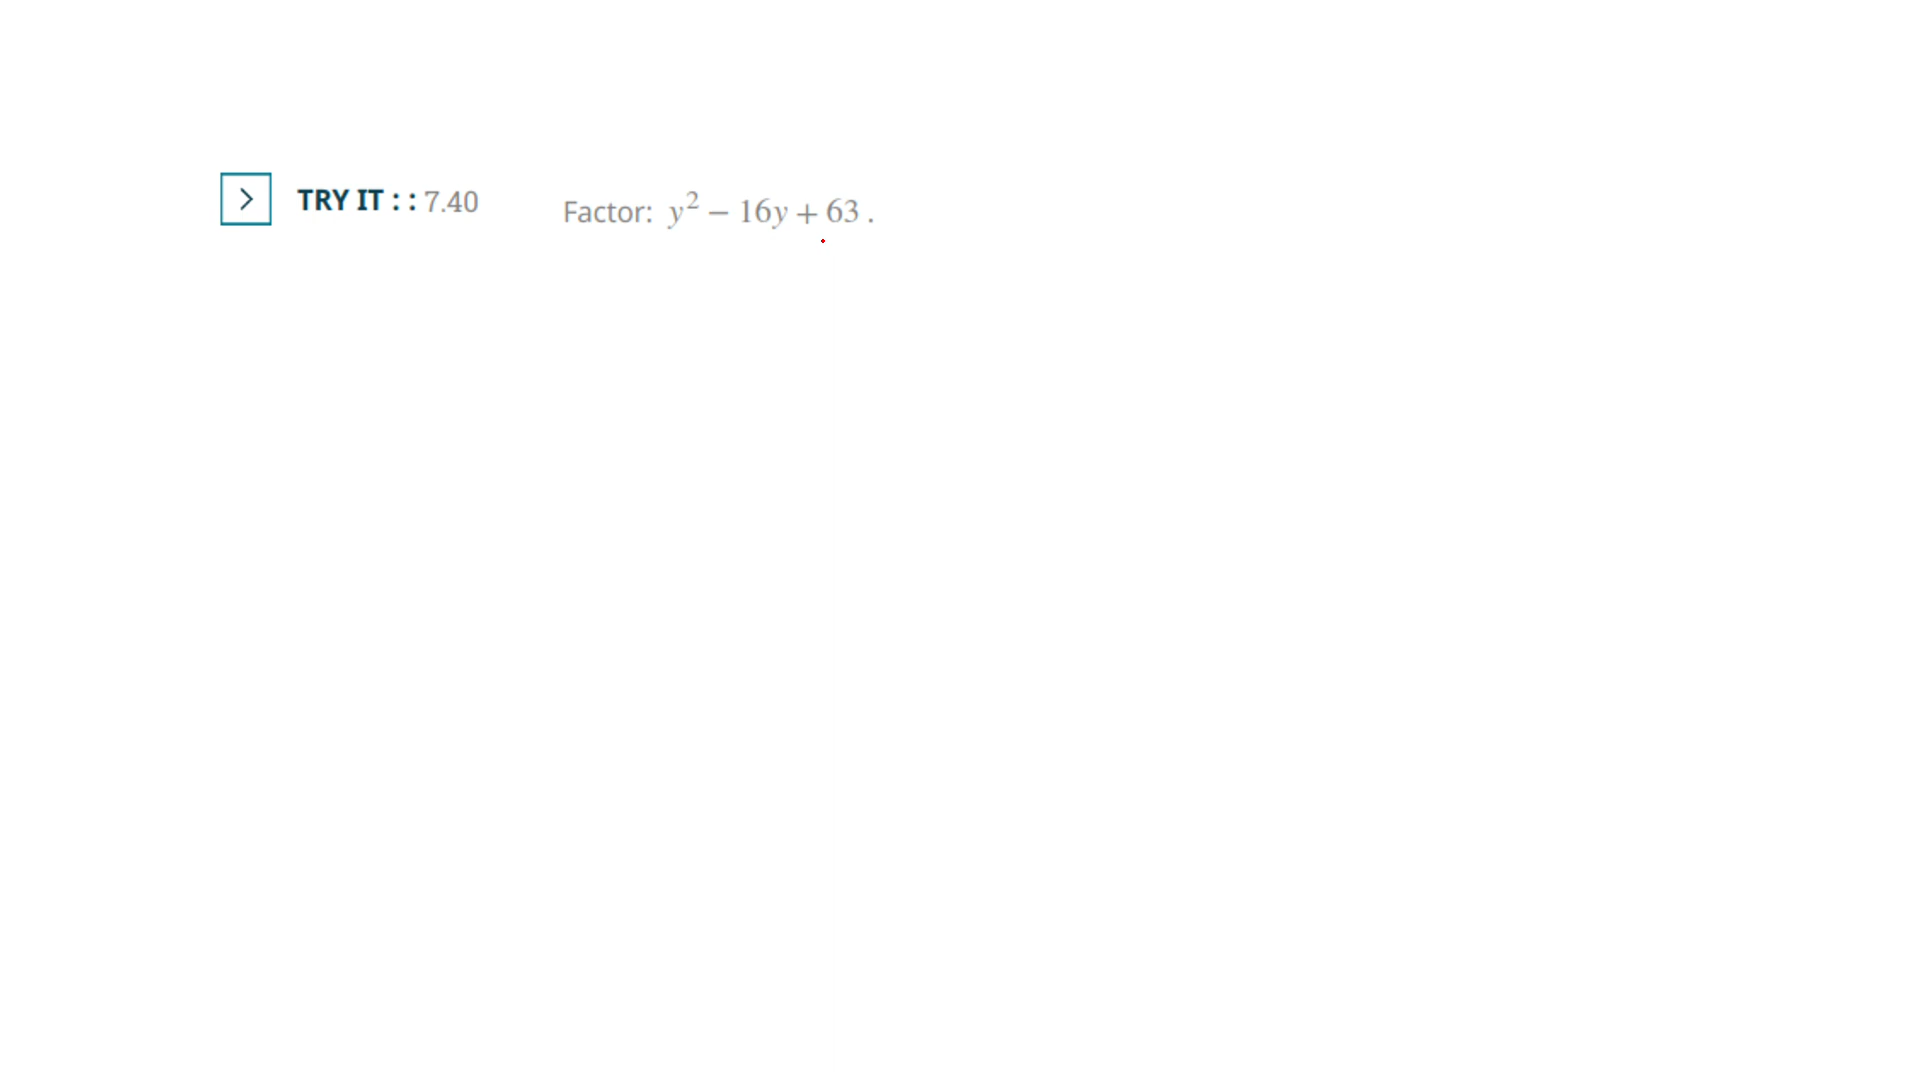 TRY IT : : 7.40 Factor: y² − 16y + 63 .